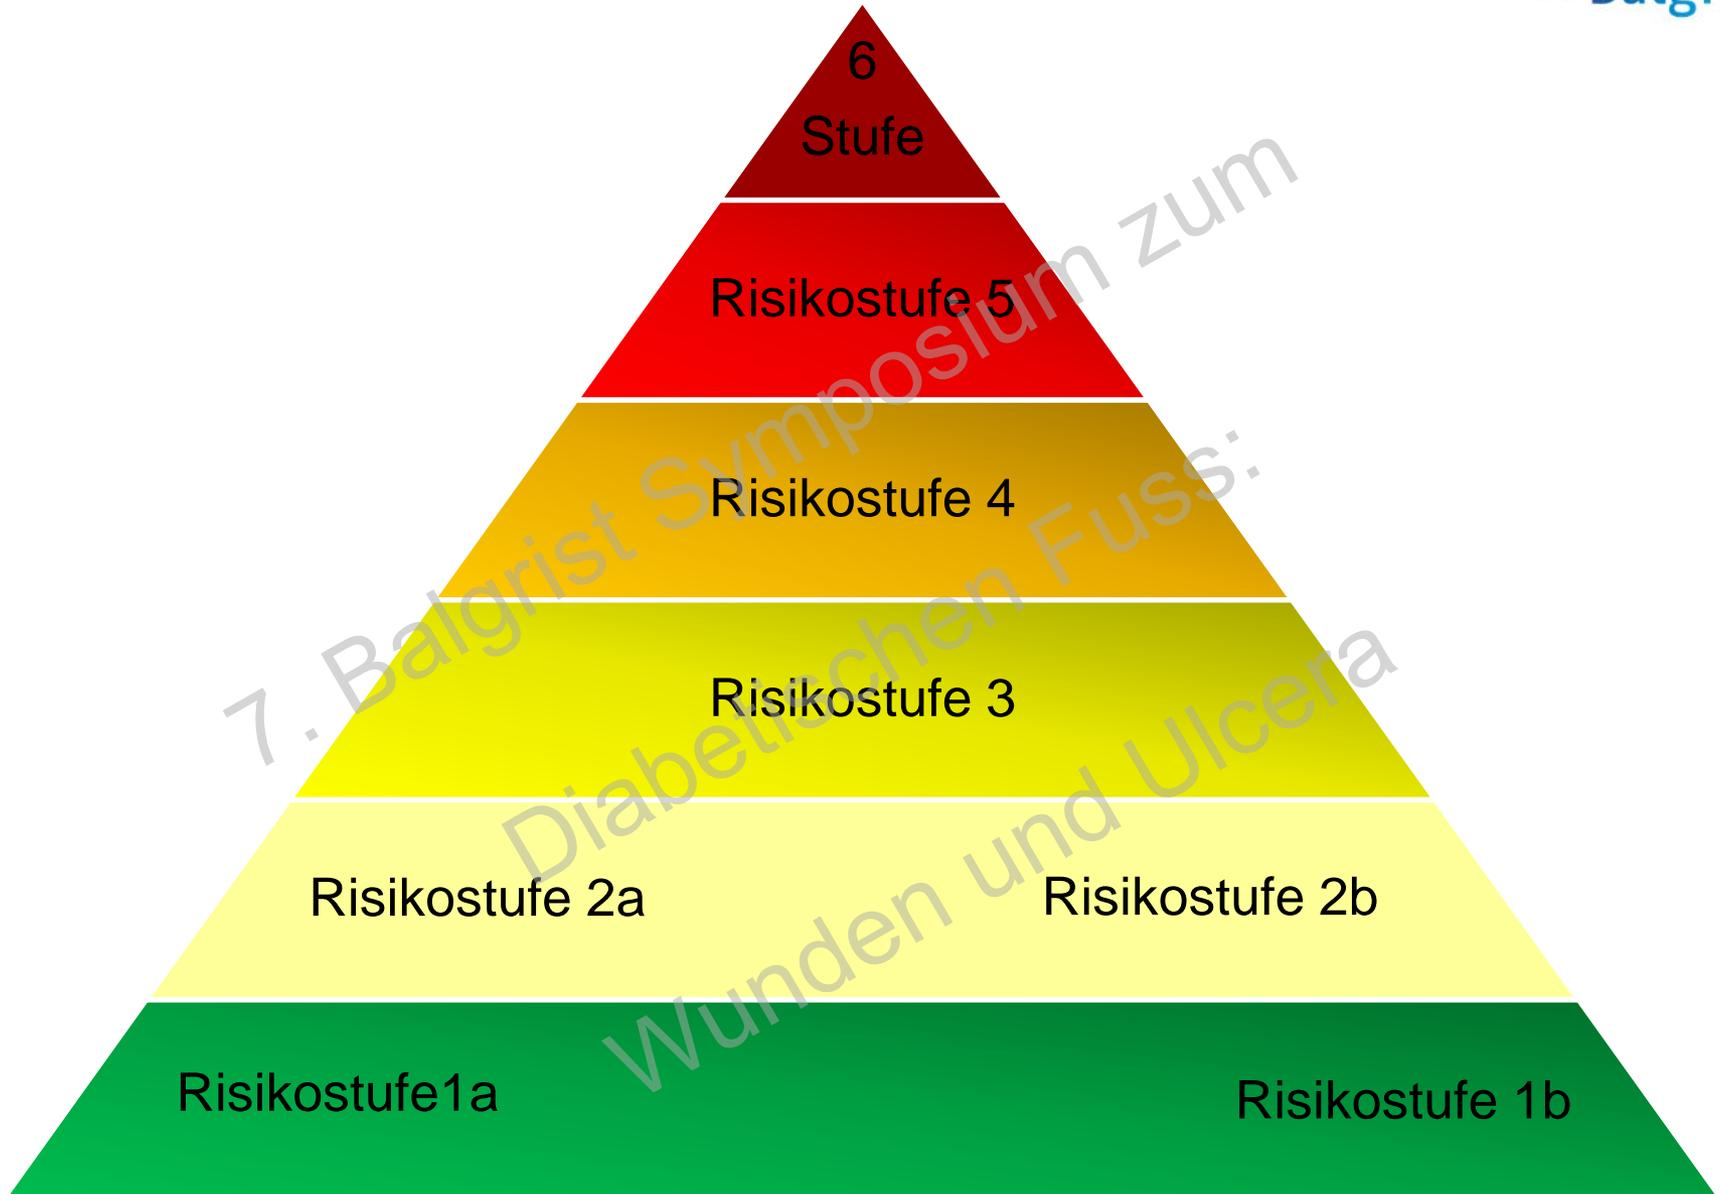 6
Stufe
Risikostufe 5
Risikostufe 4
Risikostufe 3
Risikostufe 2a
Risikostufe 2b
Risikostufe1a
Risikostufe 1b
7. Balgrist Symposium zum
Diabetischen Fuss:
Wunden und Ulcera